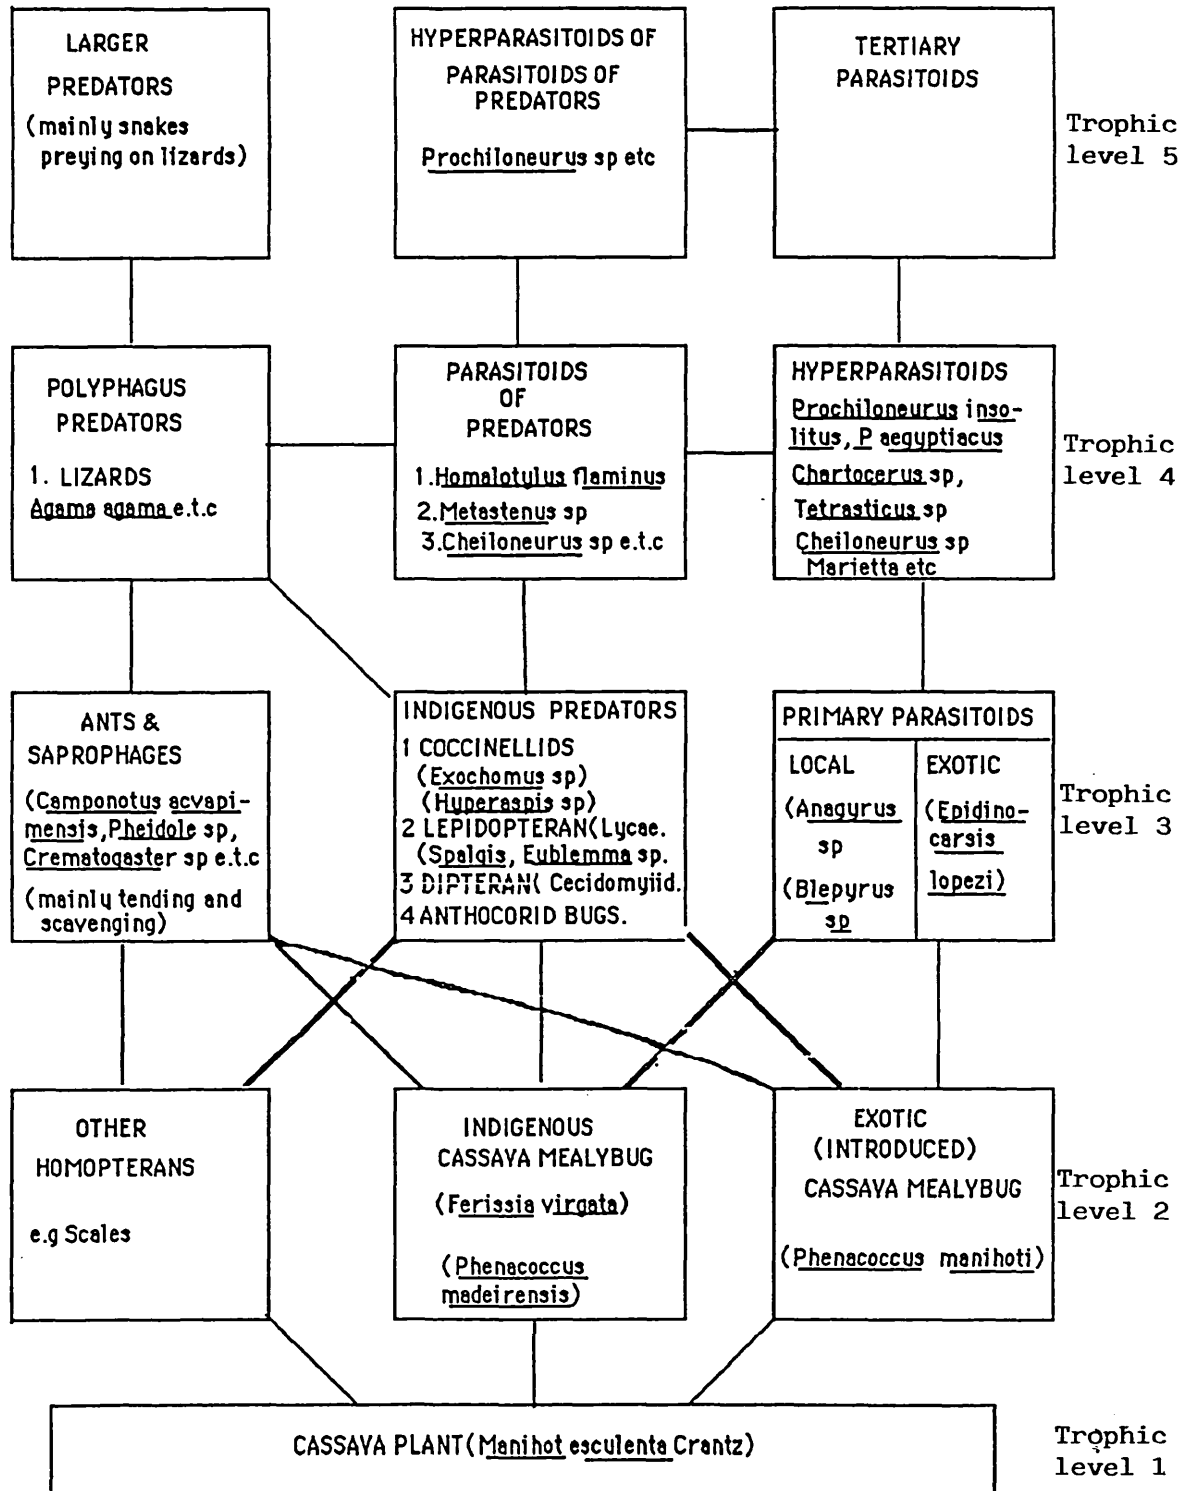 LARGER
PREDATORS
(mainly snakes
preying on lizards)
HYPERPARASITOIDS OF
PARASITOIDS OF
PREDATORS
Prochiloneurus sp etc
TERTIARY
PARASITOIDS
Trophic
level 5
POLYPHAGUS
PREDATORS
1. LIZARDS
Agama agama e.t.c
PARASITOIDS
OF
PREDATORS
1.Homalotulus flaminus
2.Metastenus sp
3.Cheiloneurus sp e.t.c
HYPERPARASITOIDS
Prochiloneurus inso-
litus, P aegyptiacus
Chartocerus sp,
Tetrasticus sp
Cheiloneurus sp
Marietta etc
Trophic
level 4
ANTS &
SAPROPHAGES
(Camponotus acvapi-
mensis, Pheidole sp,
Crematogaster sp e.t.c
(mainly tending and
scavenging)
INDIGENOUS PREDATORS
1 COCCINELLIDS
(Exochomus sp)
(Hyperaspis sp)
2 LEPIDOPTERAN(Lycae.
(Spalgis, Eublemma sp.
3 DIPTERAN( Cecidomyiid.
4 ANTHOCORID BUGS.
PRIMARY PARASITOIDS
LOCAL
(Anagyrus
sp
(Blepyrus
sp
EXOTIC
(Epidino-
carsis
lopezi)
Trophic
level 3
OTHER
HOMOPTERANS
e.g Scales
INDIGENOUS
CASSAVA MEALYBUG
(Ferissia virgata)
(Phenacoccus
madeirensis)
EXOTIC
(INTRODUCED)
CASSAVA MEALYBUG
(Phenacoccus manihoti)
Trophic
level 2
CASSAVA PLANT(Manihot esculenta Crantz)
Trophic
level 1